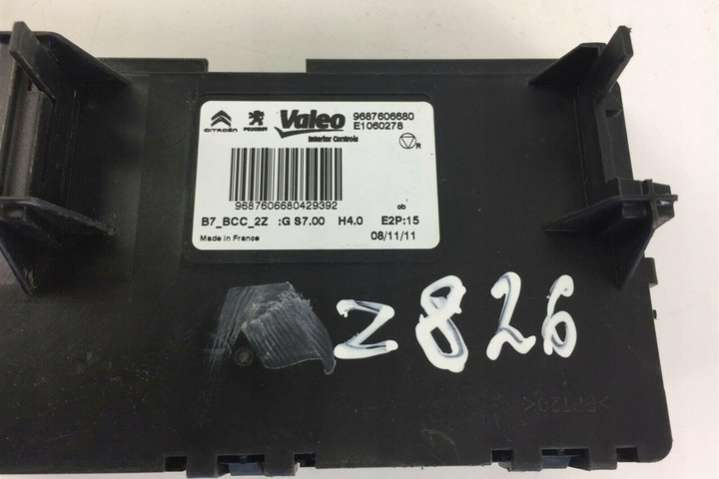 CITROËN PEUGEOT Valeo 9687606680
E1060278
Interior Controls
R
9687606680429392
ob
B7_BCC_2Z :G S7.00 H4.0 E2P:15
Made in France 08/11/11
Z826